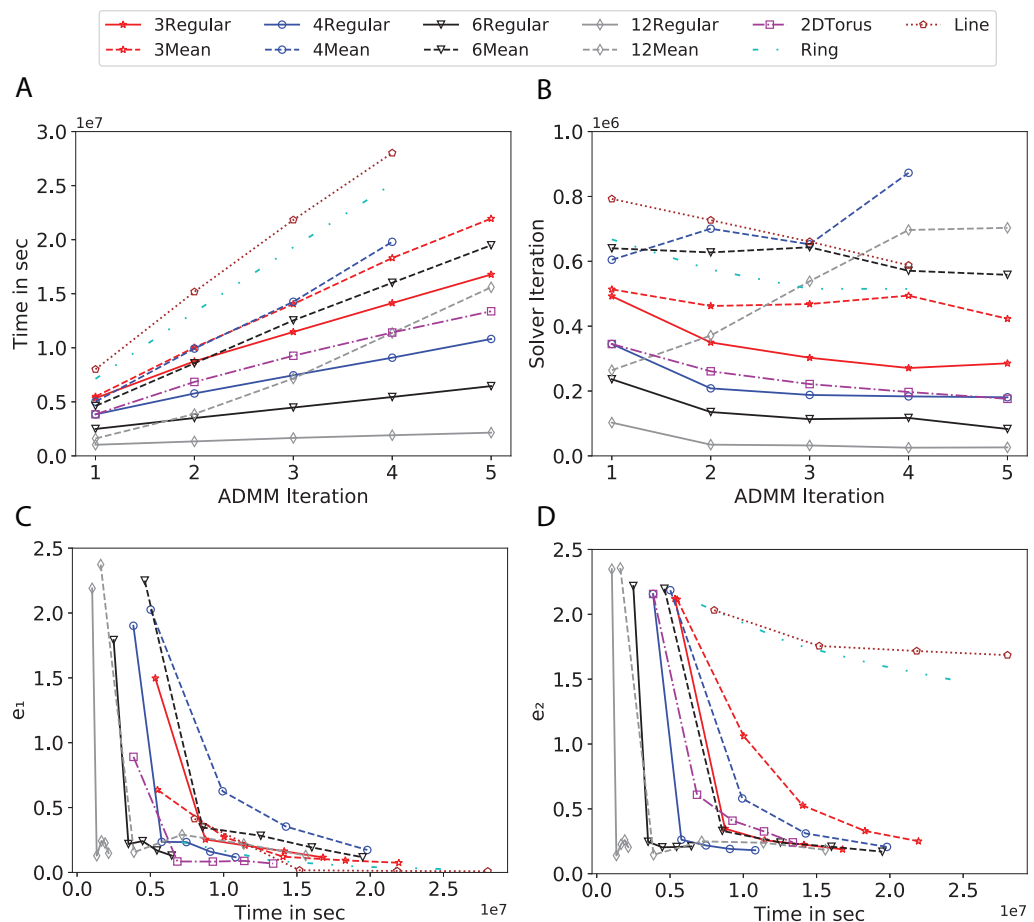 3Regular 4Regular 6Regular 12Regular 2DTorus Line
3Mean 4Mean 6Mean 12Mean Ring
A
1e7
3.0
2.5
2.0
1.5
1.0
0.5
0.0
Time in sec
1 2 3 4 5
ADMM Iteration
B
1e6
1.0
0.8
0.6
0.4
0.2
0.0
Solver Iteration
1 2 3 4 5
ADMM Iteration
C
2.5
2.0
1.5
1.0
0.5
0.0
e₁
0.0 0.5 1.0 1.5 2.0 2.5
Time in sec
1e7
D
2.5
2.0
1.5
1.0
0.5
0.0
e₂
0.0 0.5 1.0 1.5 2.0 2.5
Time in sec
1e7